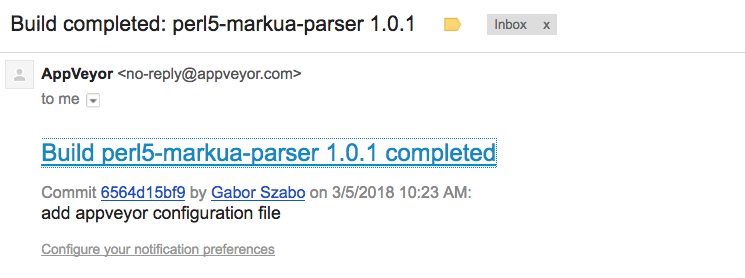 Build completed: perl5-markua-parser 1.0.1 Inbox x
AppVeyor <no-reply@appveyor.com>
to me
Build perl5-markua-parser 1.0.1 completed
Commit 6564d15bf9 by Gabor Szabo on 3/5/2018 10:23 AM:
add appveyor configuration file
Configure your notification preferences